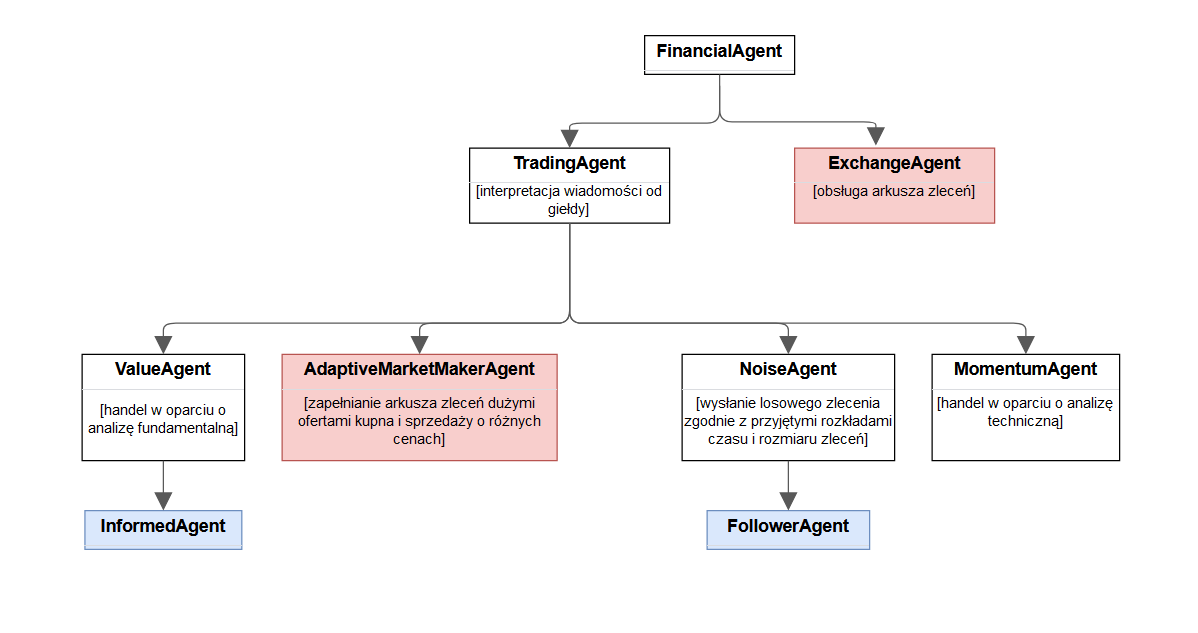 FinancialAgent
TradingAgent
[interpretacja wiadomości od
giełdy]
ExchangeAgent
[obsługa arkusza zleceń]
ValueAgent
[handel w oparciu o
analizę fundamentalną]
AdaptiveMarketMakerAgent
[zapełnianie arkusza zleceń dużymi
ofertami kupna i sprzedaży o różnych
cenach]
NoiseAgent
[wysłanie losowego zlecenia
zgodnie z przyjętymi rozkładami
czasu i rozmiaru zleceń]
MomentumAgent
[handel w oparciu o analizę
techniczną]
InformedAgent
FollowerAgent